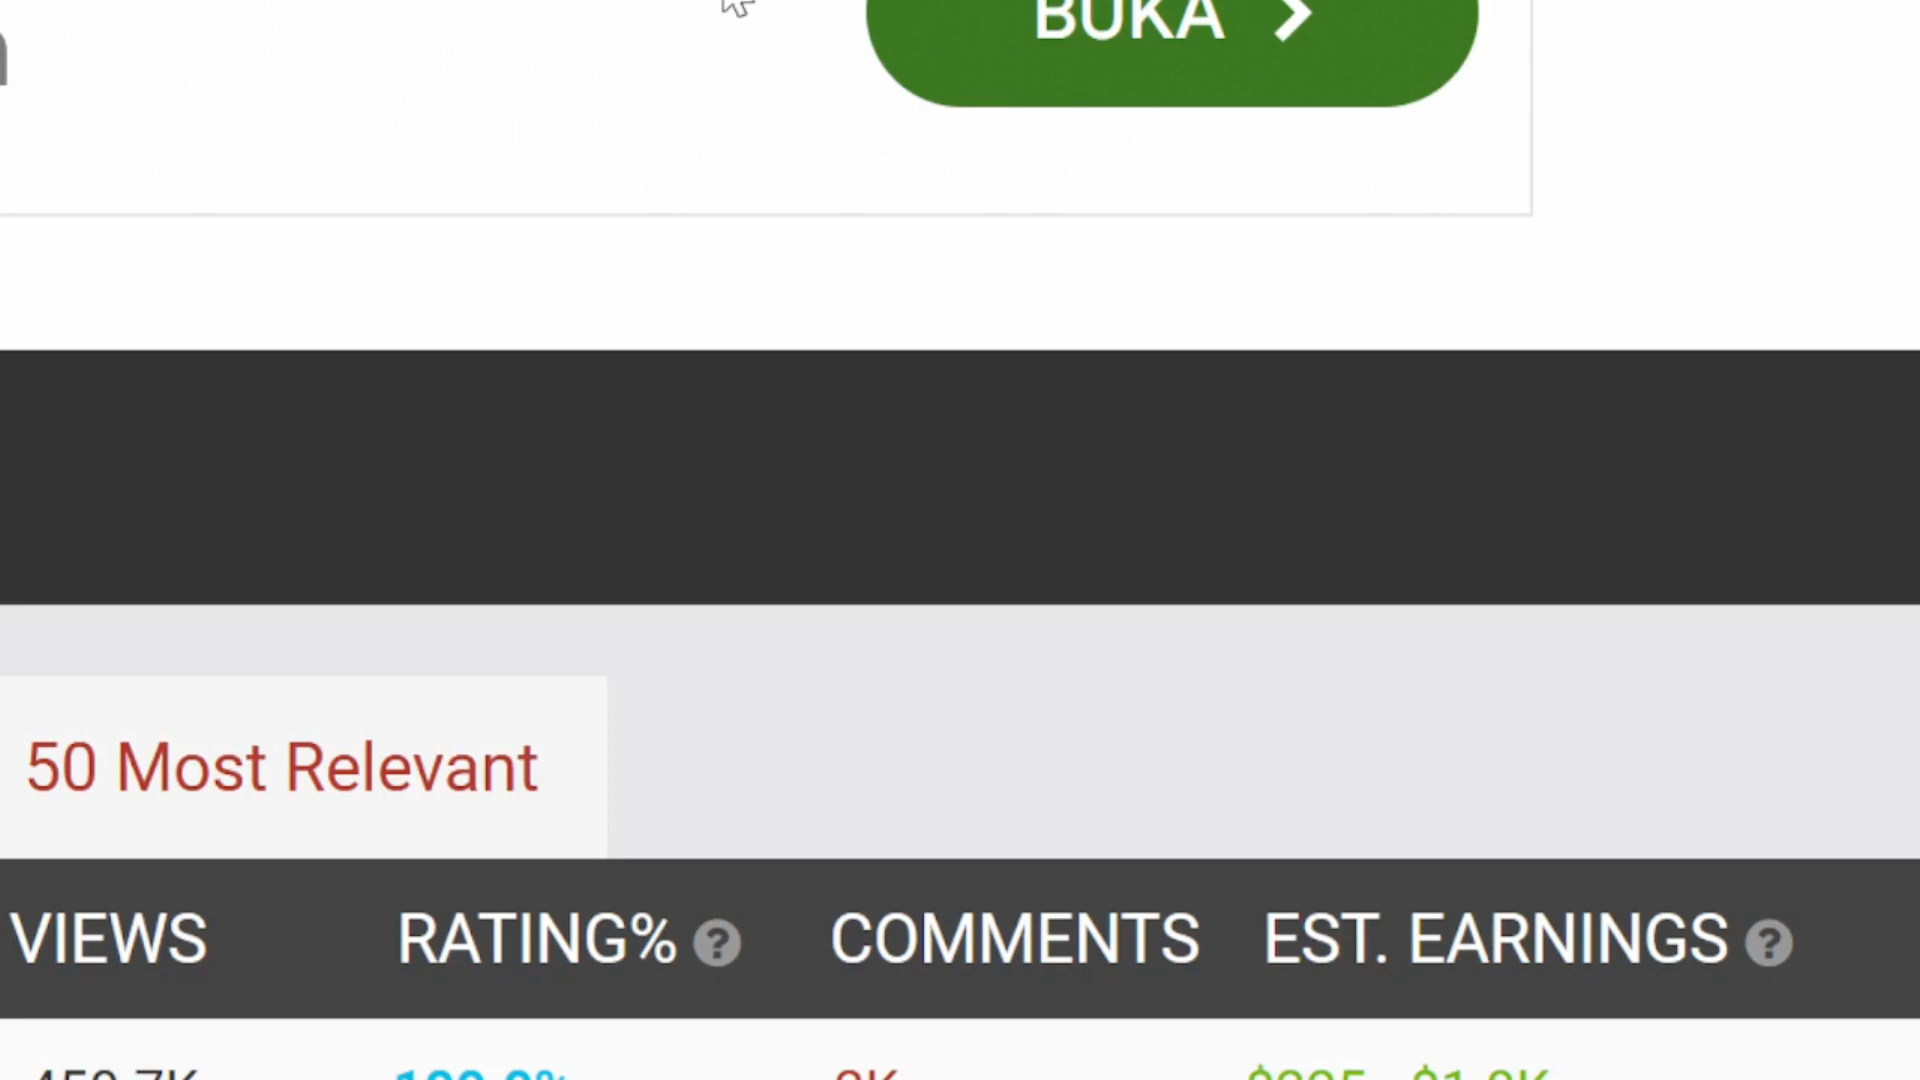 BUKA
50 Most Relevant
VIEWS RATING% ? COMMENTS EST. EARNINGS ?